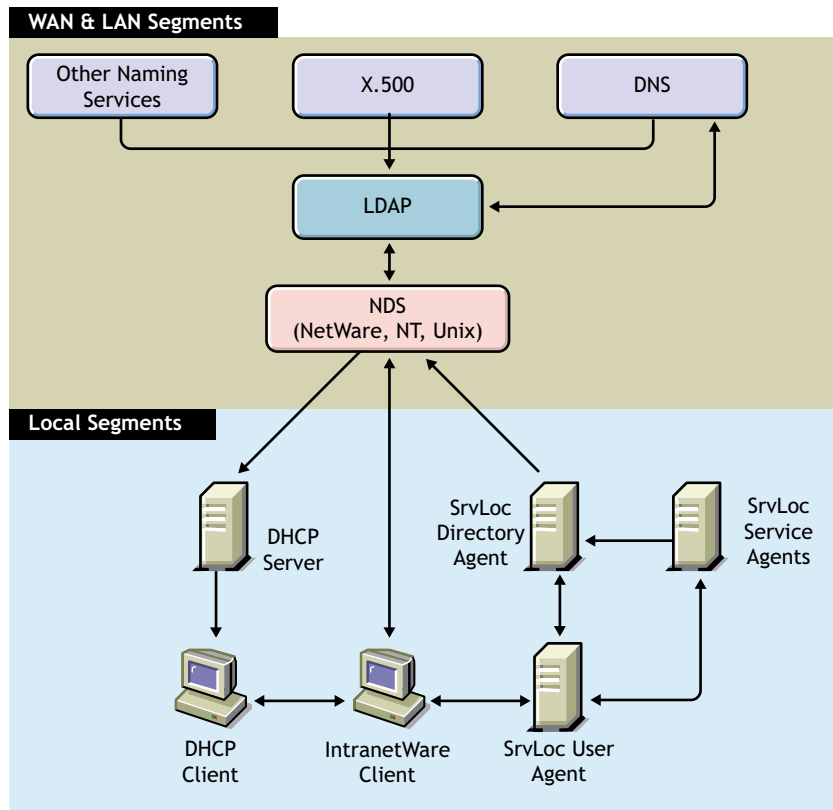 WAN & LAN Segments
Other Naming
Services
X.500
DNS
LDAP
NDS
(NetWare, NT, Unix)
Local Segments
DHCP
Server
SrvLoc
Directory
Agent
SrvLoc
Service
Agents
DHCP
Client
IntranetWare
Client
SrvLoc User
Agent